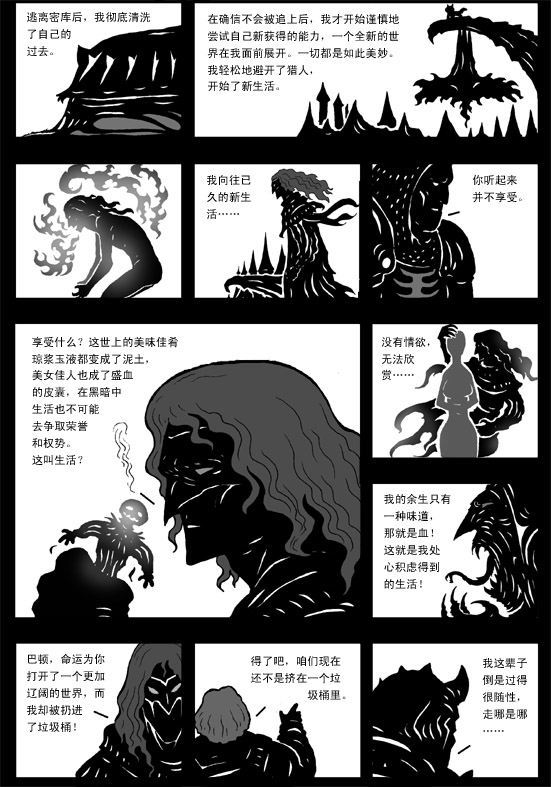 逃离密库后，我彻底清洗
了自己的
过去。
在确信不会被追上后，我才开始谨慎地
尝试自己新获得的能力，一个全新的世
界在我面前展开。一切都是如此美妙。
我轻松地避开了猎人，
开始了新生活。
我向往已
久的新生
活……
你听起来
并不享受。
享受什么？这世上的美味佳肴
琼浆玉液都变成了泥土，
美女佳人也成了盛血
的皮囊，在黑暗中
生活也不可能
去争取荣誉
和权势。
这叫生活？
没有情欲，
无法欣
赏……
我的余生只有
一种味道，
那就是血！
这就是我处
心积虑得到
的生活！
巴顿，命运为你
打开了一个更加
辽阔的世界，而
我却被扔进
了垃圾桶！
得了吧，咱们现在
还不是挤在一个垃
圾桶里。
我这辈子
倒是过得
很随性，
走哪是哪
……